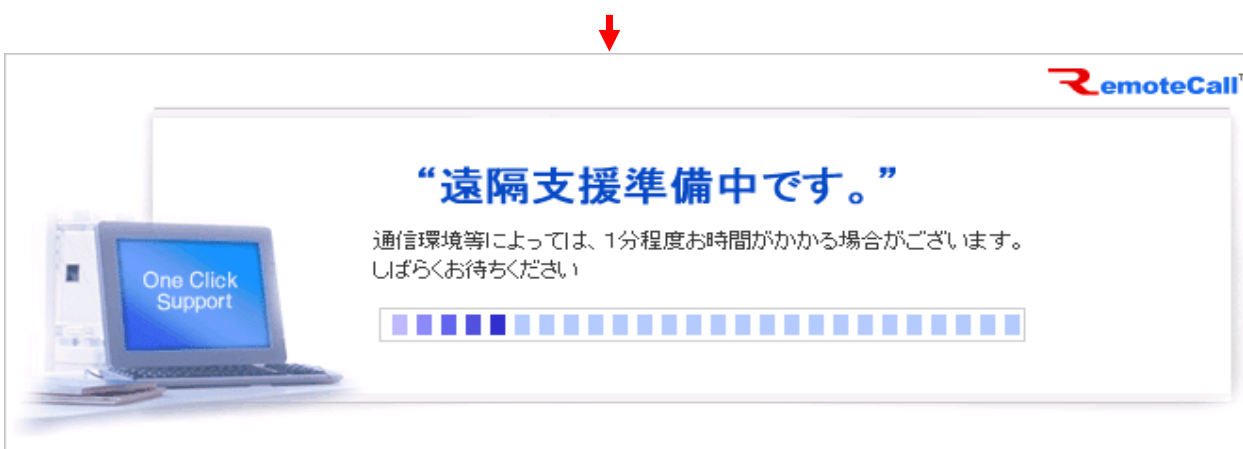 RemoteCall
“遠隔支援準備中です。”
通信環境等によっては、1分程度お時間がかかる場合がございます。
しばらくお待ちください
One Click
Support